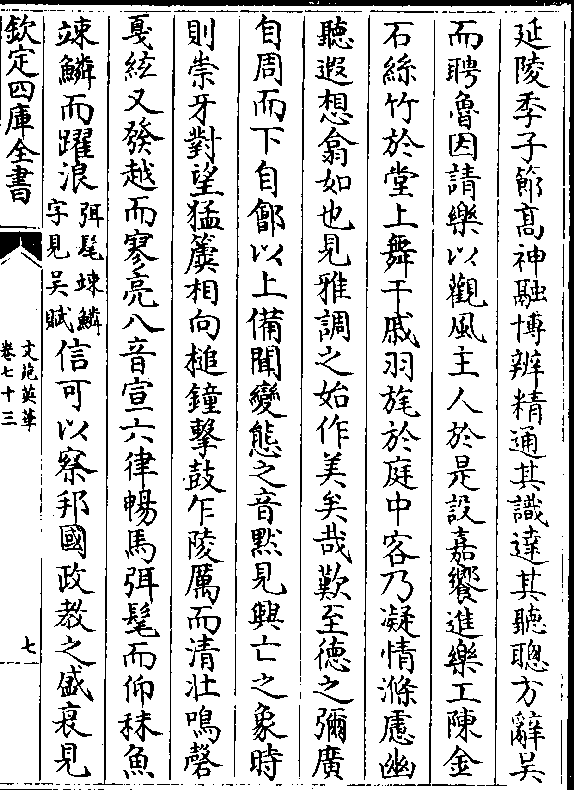 延陵季子節高神融博辨精通其識達其聽聰方辭吳
而聘魯因請樂以觀風主人於是設嘉饗進樂工陳金
石絲竹於堂上舞干戚羽旄於庭中客乃凝情滌慮幽
聽遐想翕如也見雅調之始作美矣哉歎至德之彌廣
自周而下自鄶以上備聞變態之音黙見興亡之象時
則崇牙對望猛簴相向槌鐘擊鼓乍陵厲而清壯鳴磬
戛絃又發越而寥亮八音宣六律暢馬弭髦而仰秣魚
竦鱗而躍浪弭髦竦鱗字見吳賦信可以察邦國政教之盛衰見
欽定四庫全書
文苑英華
卷七十三
七